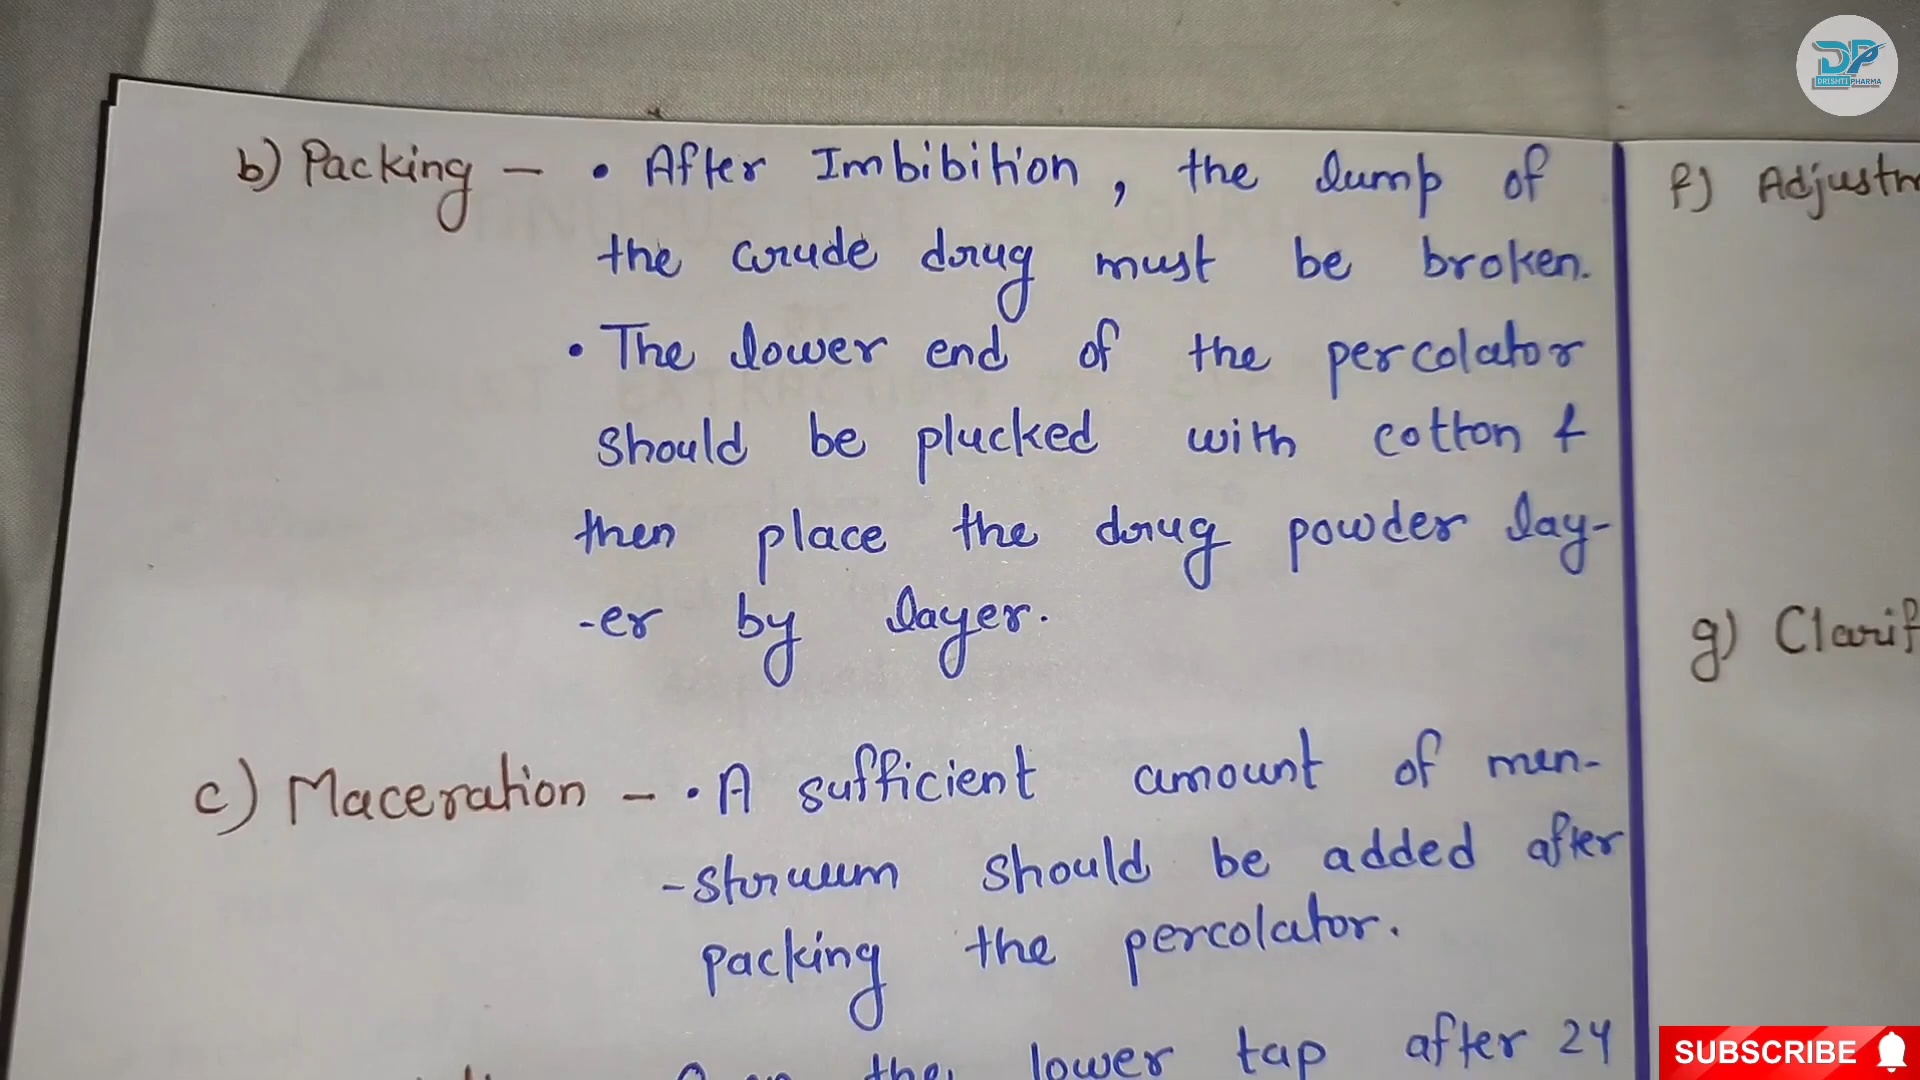 b) Packing - • After Imbibition, the lump of
the crude drug must be broken.
• The lower end of the percolator
should be plucked with cotton &
then place the drug powder lay-
-er by layer.
c) Maceration - • A sufficient amount of men-
-struum should be added after
packing the percolator.
the lower tap after 24
f) Adjustm
g) Clarif
DP
DRISHTI PHARMA
SUBSCRIBE